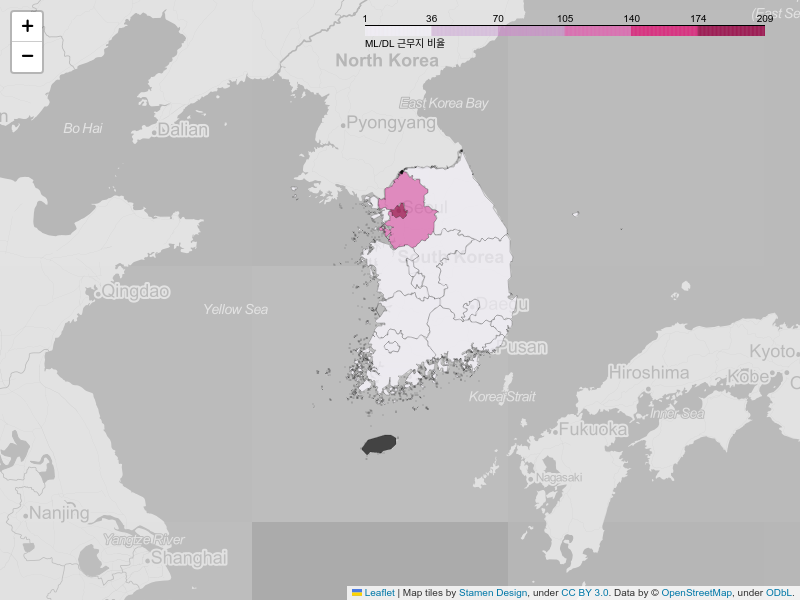 +
−
1 36 70 105 140 174 209
ML/DL 근무지 비율
(East Se
North Korea
East Korea Bay
Bo Hai
Dalian
Pyongyang
n
Seoul
South Korea
Qingdao
Yellow Sea
Daegu
Pusan
Kyoto
Hiroshima
Kobe
O
Korea Strait
Inner Sea
Fukuoka
Nagasaki
Nanjing
Yangtze River
Shanghai
Leaflet | Map tiles by Stamen Design, under CC BY 3.0. Data by © OpenStreetMap, under ODbL.